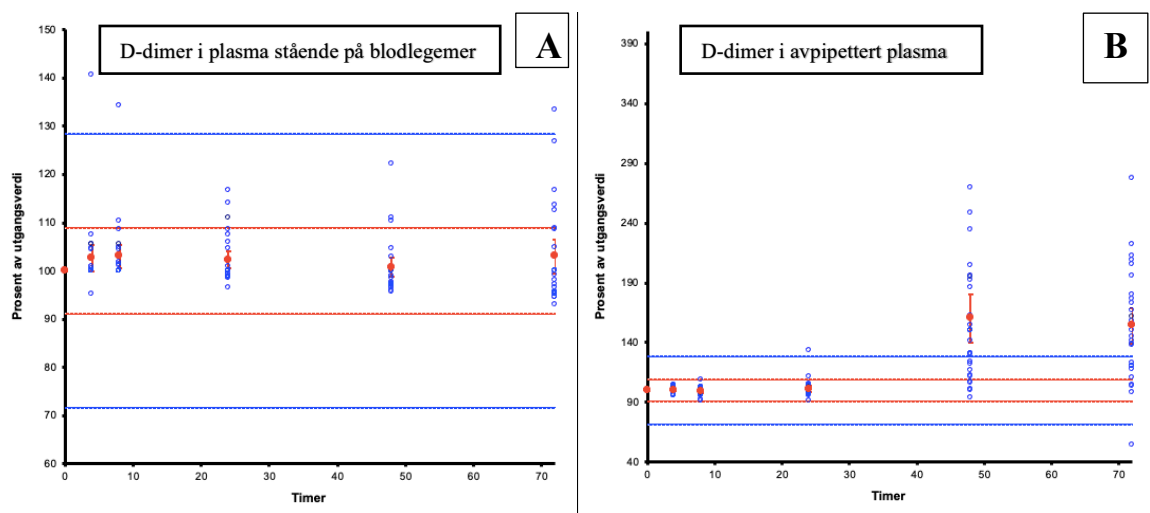 D-dimer i plasma stående på blodlegemer
A
150
140
130
120
110
100
90
80
70
60
Prosent av utgangsverdi
0 10 20 30 40 50 60 70
Timer
D-dimer i avpipettert plasma
B
390
340
290
240
190
140
90
40
Prosent av utgangsverdi
0 10 20 30 40 50 60 70
Timer